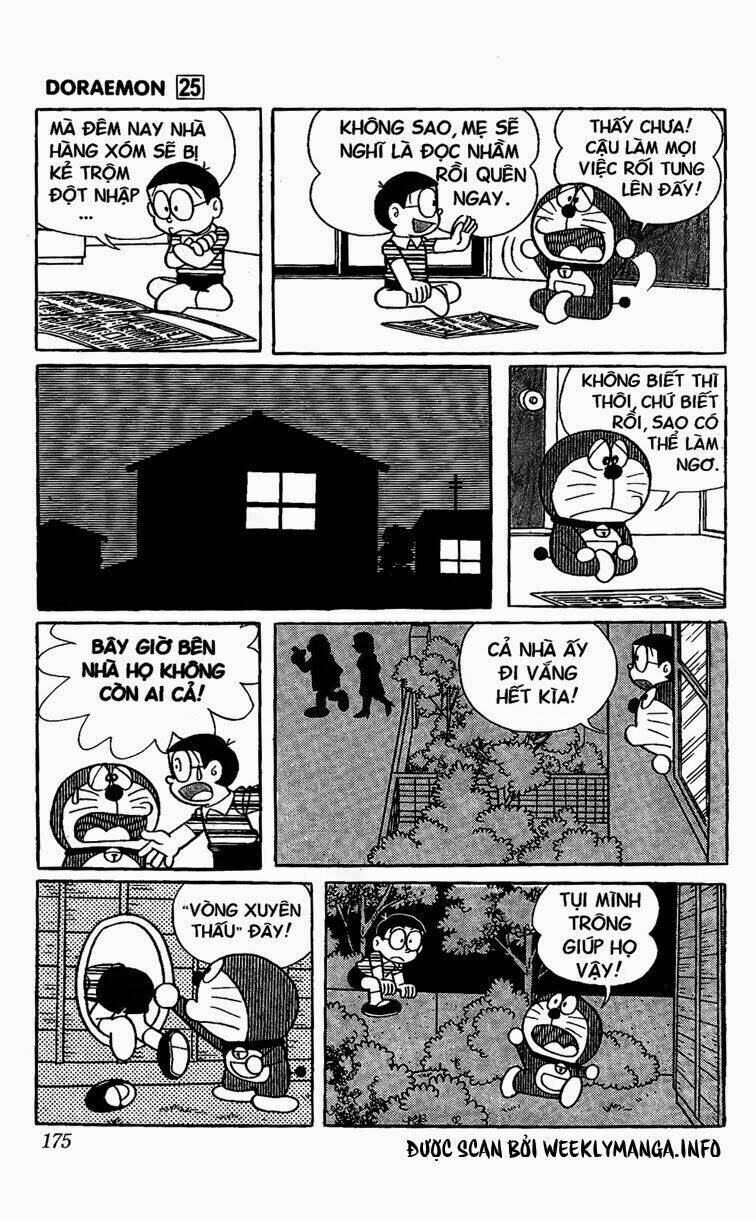 DORAEMON 25
MÀ ĐÊM NAY NHÀ
HÀNG XÓM SẼ BỊ
KẺ TRỘM
ĐỘT NHẬP
...
KHÔNG SAO, MẸ SẼ
NGHĨ LÀ ĐỌC NHẦM
RỒI QUÊN
NGAY.
THẤY CHƯA!
CẬU LÀM MỌI
VIỆC RỐI TUNG
LÊN ĐẤY!
KHÔNG BIẾT THÌ
THÔI, CHỨ BIẾT
RỒI, SAO CÓ
THỂ LÀM
NGƠ.
BÂY GIỜ BÊN
NHÀ HỌ KHÔNG
CÒN AI CẢ!
CẢ NHÀ ẤY
ĐI VẮNG
HẾT KÌA!
"VÒNG XUYÊN
THẤU" ĐÂY!
TỤI MÌNH
TRÔNG
GIÚP HỌ
VẬY!
175
ĐƯỢC SCAN BỞI WEEKLYMANGA.INFO